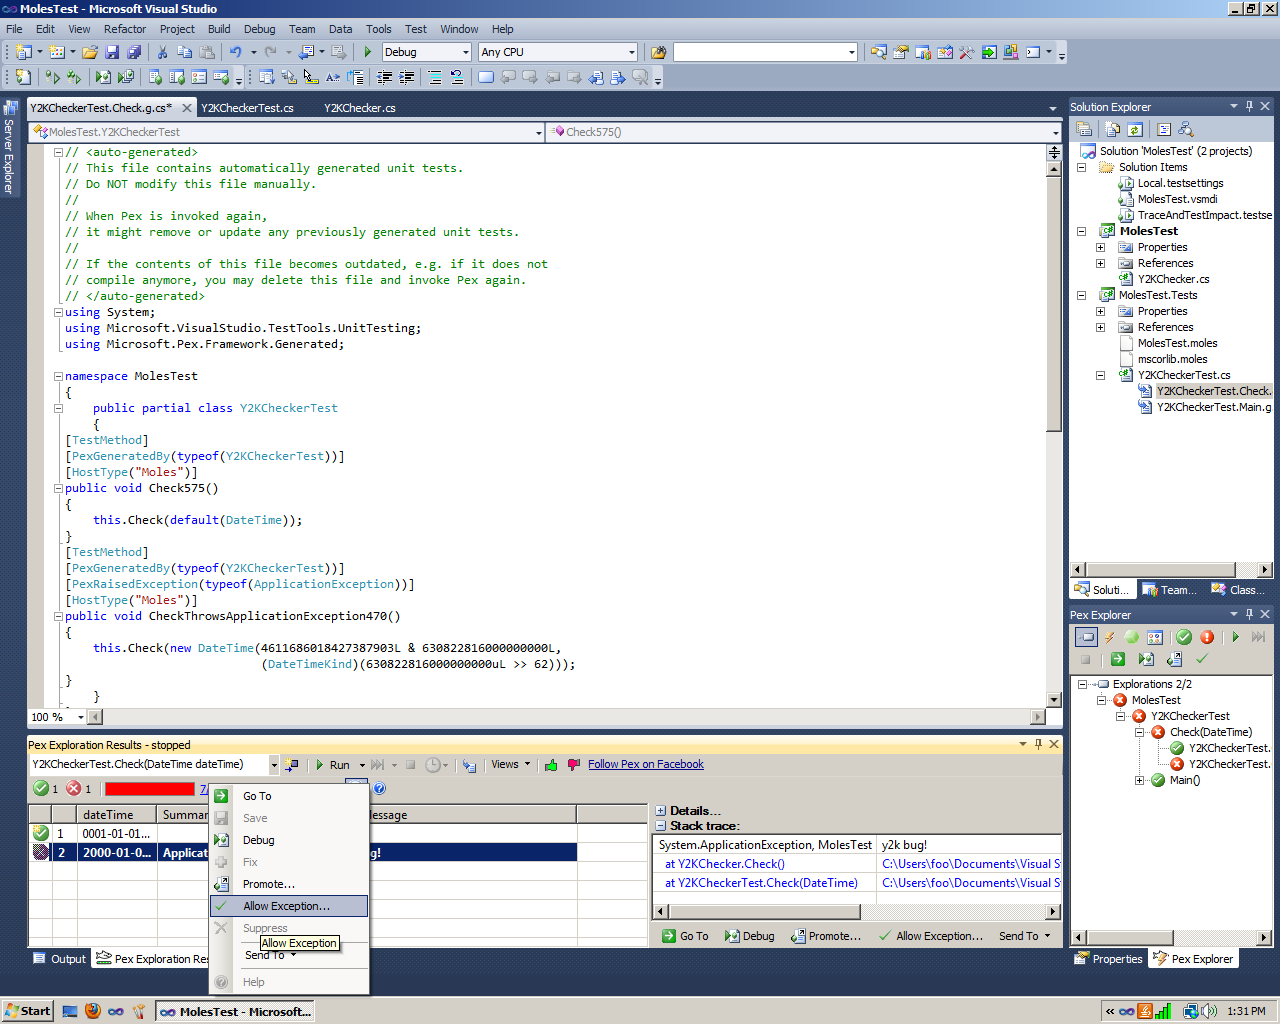 MolesTest - Microsoft Visual Studio
File Edit View Refactor Project Build Debug Team Data Tools Test Window Help
Debug Any CPU
Server Explorer
Y2KCheckerTest.Check.g.cs* Y2KCheckerTest.cs Y2KChecker.cs
MolesTest.Y2KCheckerTest Check575()
// <auto-generated>
// This file contains automatically generated unit tests.
// Do NOT modify this file manually.
//
// When Pex is invoked again,
// it might remove or update any previously generated unit tests.
//
// If the contents of this file becomes outdated, e.g. if it does not
// compile anymore, you may delete this file and invoke Pex again.
// </auto-generated>
using System;
using Microsoft.VisualStudio.TestTools.UnitTesting;
using Microsoft.Pex.Framework.Generated;
namespace MolesTest
{
public partial class Y2KCheckerTest
{
[TestMethod]
[PexGeneratedBy(typeof(Y2KCheckerTest))]
[HostType("Moles")]
public void Check575()
{
this.Check(default(DateTime));
}
[TestMethod]
[PexGeneratedBy(typeof(Y2KCheckerTest))]
[PexRaisedException(typeof(ApplicationException))]
[HostType("Moles")]
public void CheckThrowsApplicationException470()
{
this.Check(new DateTime(4611686018427387903L & 630822816000000000L,
(DateTimeKind)(630822816000000000uL >> 62)));
}
}
100 %
Solution Explorer
Solution 'MolesTest' (2 projects)
Solution Items
Local.testsettings
MolesTest.vsmdi
TraceAndTestImpact.testse
MolesTest
Properties
References
Y2KChecker.cs
MolesTest.Tests
Properties
References
MolesTest.moles
mscorlib.moles
Y2KCheckerTest.cs
Y2KCheckerTest.Check.
Y2KCheckerTest.Main.g
Soluti... Team... Class...
Pex Explorer
Explorations 2/2
MolesTest
Y2KCheckerTest
Check(DateTime)
Y2KCheckerTest.
Y2KCheckerTest.
Main()
Properties Pex Explorer
Pex Exploration Results - stopped
Y2KCheckerTest.Check(DateTime dateTime) Run Views Follow Pex on Facebook
1 1 7/
dateTime Summar essage
1 0001-01-01...
2 2000-01-0... Applicat g!
Go To
Save
Debug
Fix
Promote...
Allow Exception...
Suppress
Allow Exception
Send To
Help
Details...
Stack trace:
System.ApplicationException, MolesTest y2k bug!
at Y2KChecker.Check() C:\Users\foo\Documents\Visual S
at Y2KCheckerTest.Check(DateTime) C:\Users\foo\Documents\Visual S
Go To Debug Promote... Allow Exception... Send To
Output Pex Exploration Res
Start MolesTest - Microsoft... 1:31 PM